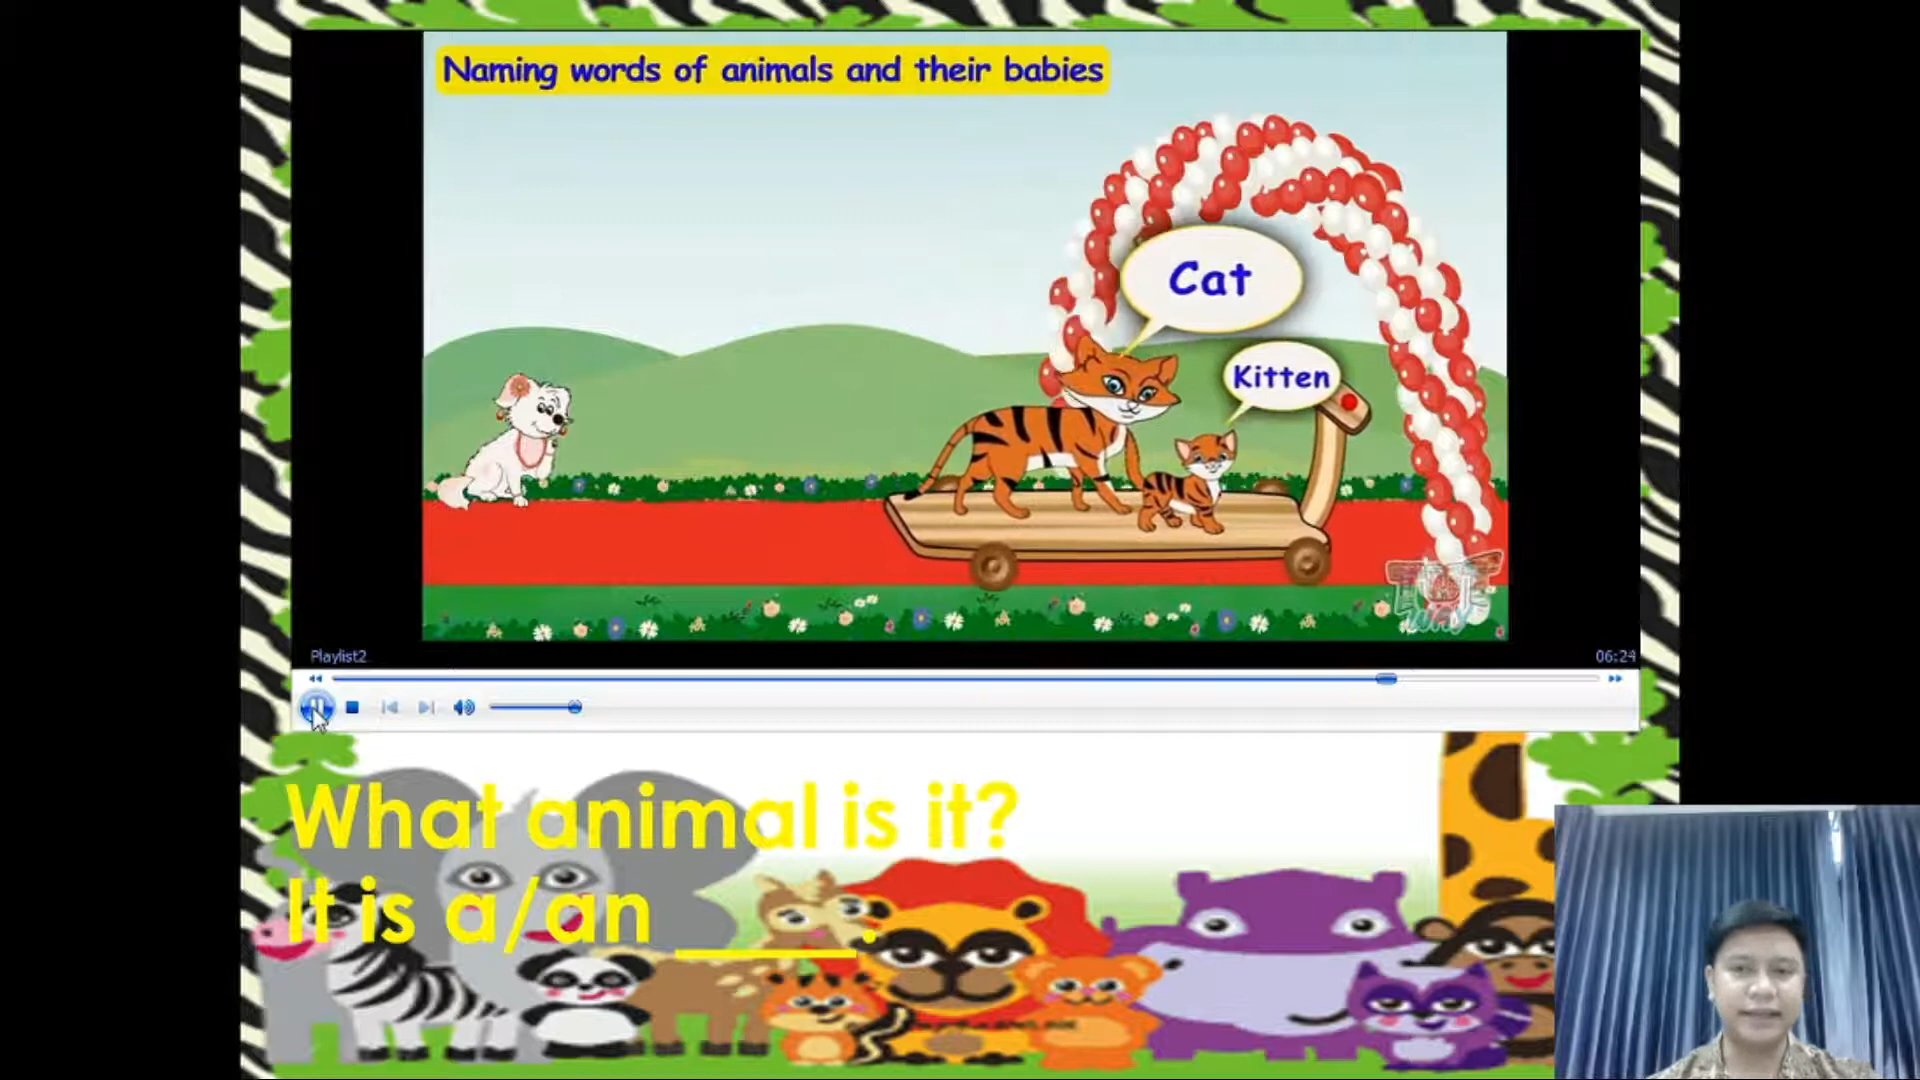 Naming words of animals and their babies
Cat
Kitten
Playlist2
06:24
What animal is it?
It is a/an ____.